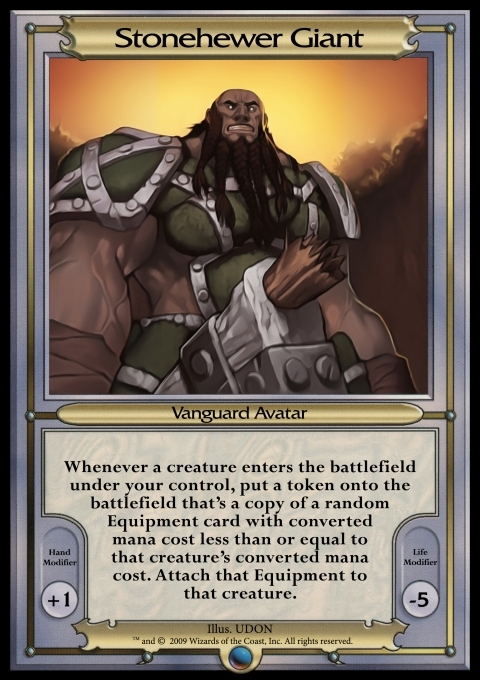 Stonehewer Giant
Vanguard Avatar
Whenever a creature enters the battlefield
under your control, put a token onto the
battlefield that's a copy of a random
Equipment card with converted
mana cost less than or equal to
that creature's converted mana
cost. Attach that Equipment to
that creature.
Hand
Modifier
+1
Life
Modifier
-5
Illus. UDON
™ and © 2009 Wizards of the Coast, Inc. All rights reserved.